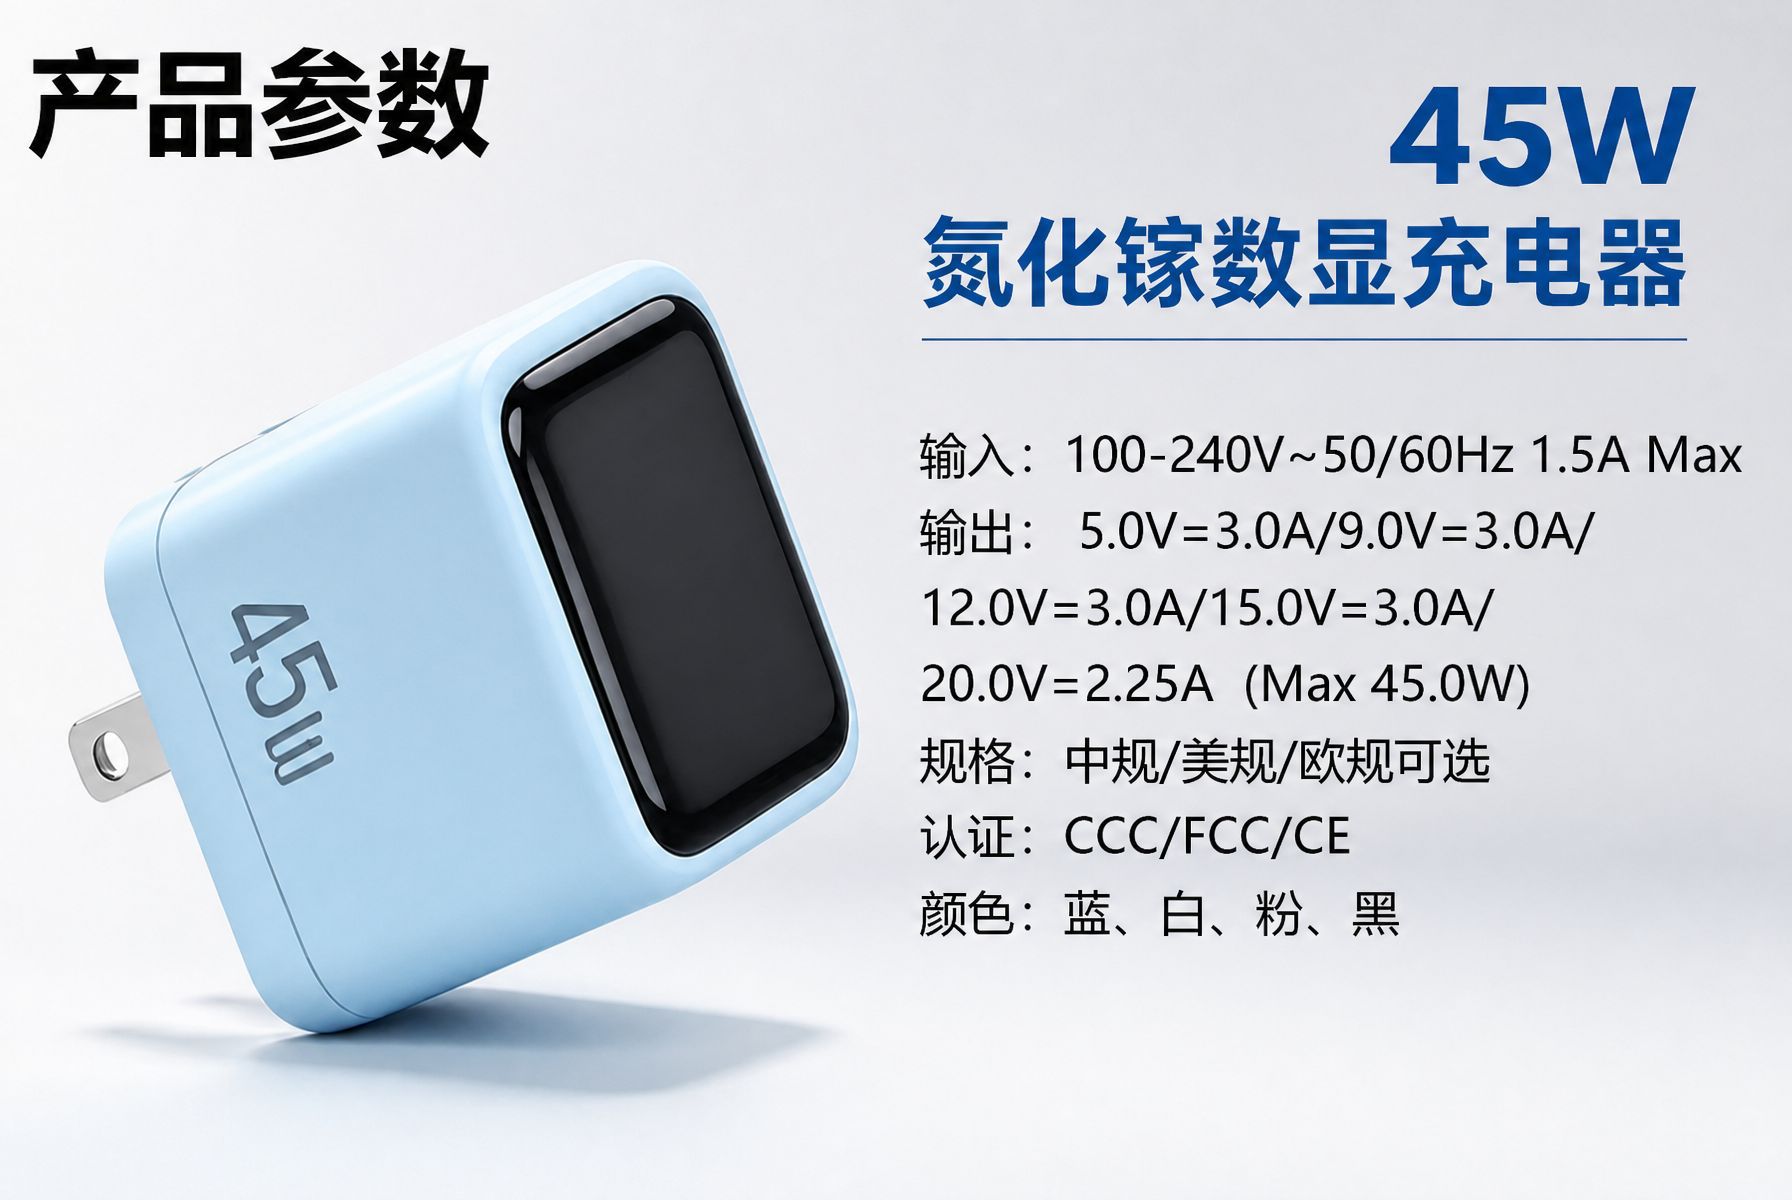 产品参数
45W
氮化镓数显充电器
输入：100-240V~50/60Hz 1.5A Max
输出： 5.0V=3.0A/9.0V=3.0A/
12.0V=3.0A/15.0V=3.0A/
20.0V=2.25A (Max 45.0W)
规格：中规/美规/欧规可选
认证：CCC/FCC/CE
颜色：蓝、白、粉、黑
45W